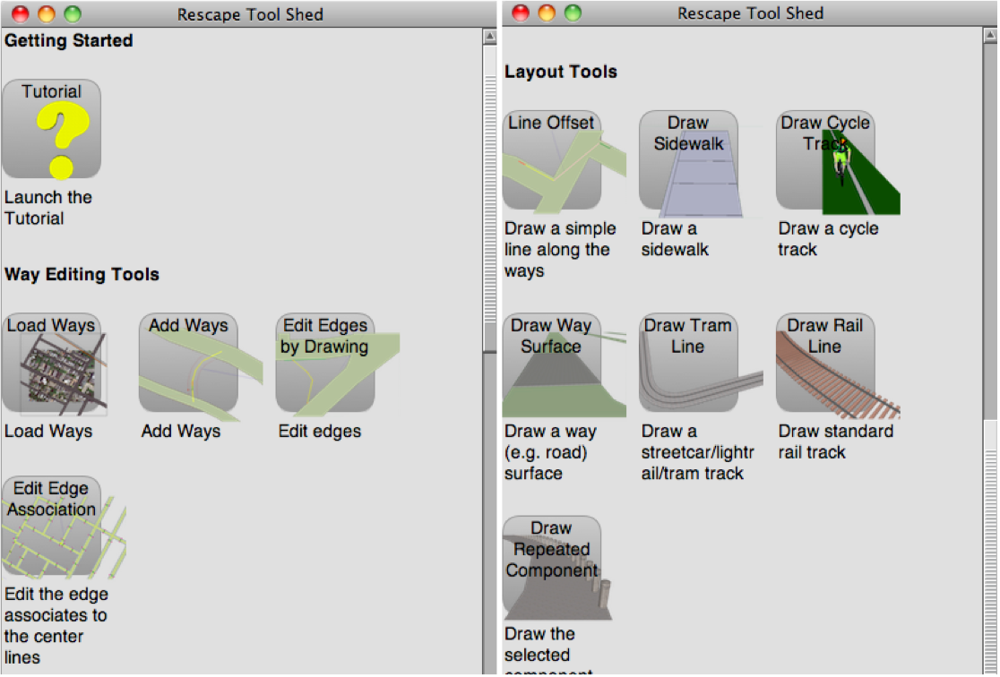 Rescape Tool Shed
Getting Started
Tutorial
Launch the
Tutorial
Way Editing Tools
Load Ways
Load Ways
Add Ways
Add Ways
Edit Edges
by Drawing
Edit edges
Edit Edge
Association
Edit the edge
associates to
the center
lines
Rescape Tool Shed
Layout Tools
Line Offset
Draw a simple
line along the
ways
Draw
Sidewalk
Draw a
sidewalk
Draw Cycle
Track
Draw a cycle
track
Draw Way
Surface
Draw a way
(e.g. road)
surface
Draw Tram
Line
Draw a
streetcar/lightr
ail/tram track
Draw Rail
Line
Draw standard
rail track
Draw
Repeated
Component
Draw the
selected
component